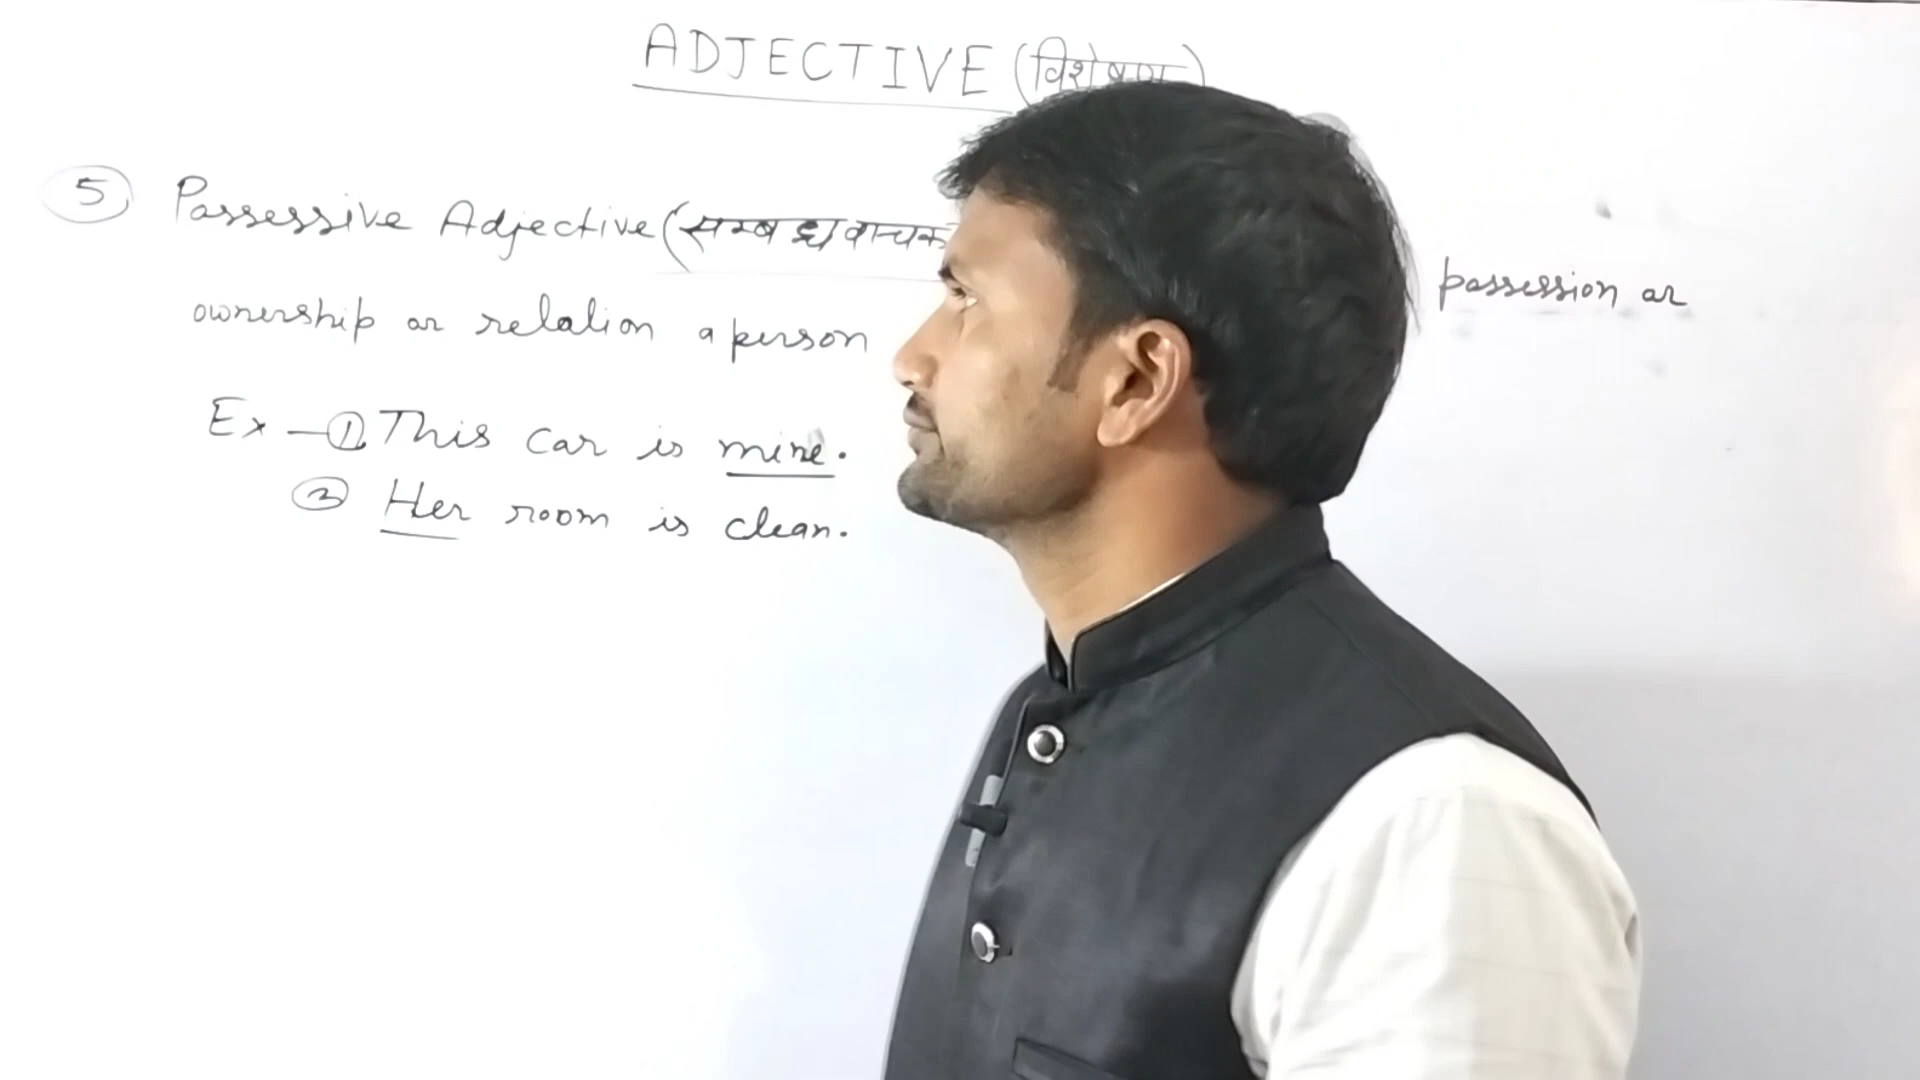 ADJECTIVE (विशेषण)
5 Possessive Adjective (सम्बन्धवाचक
possession or
ownership or relation a person
Ex - 1 This car is mine.
2 Her room is clean.